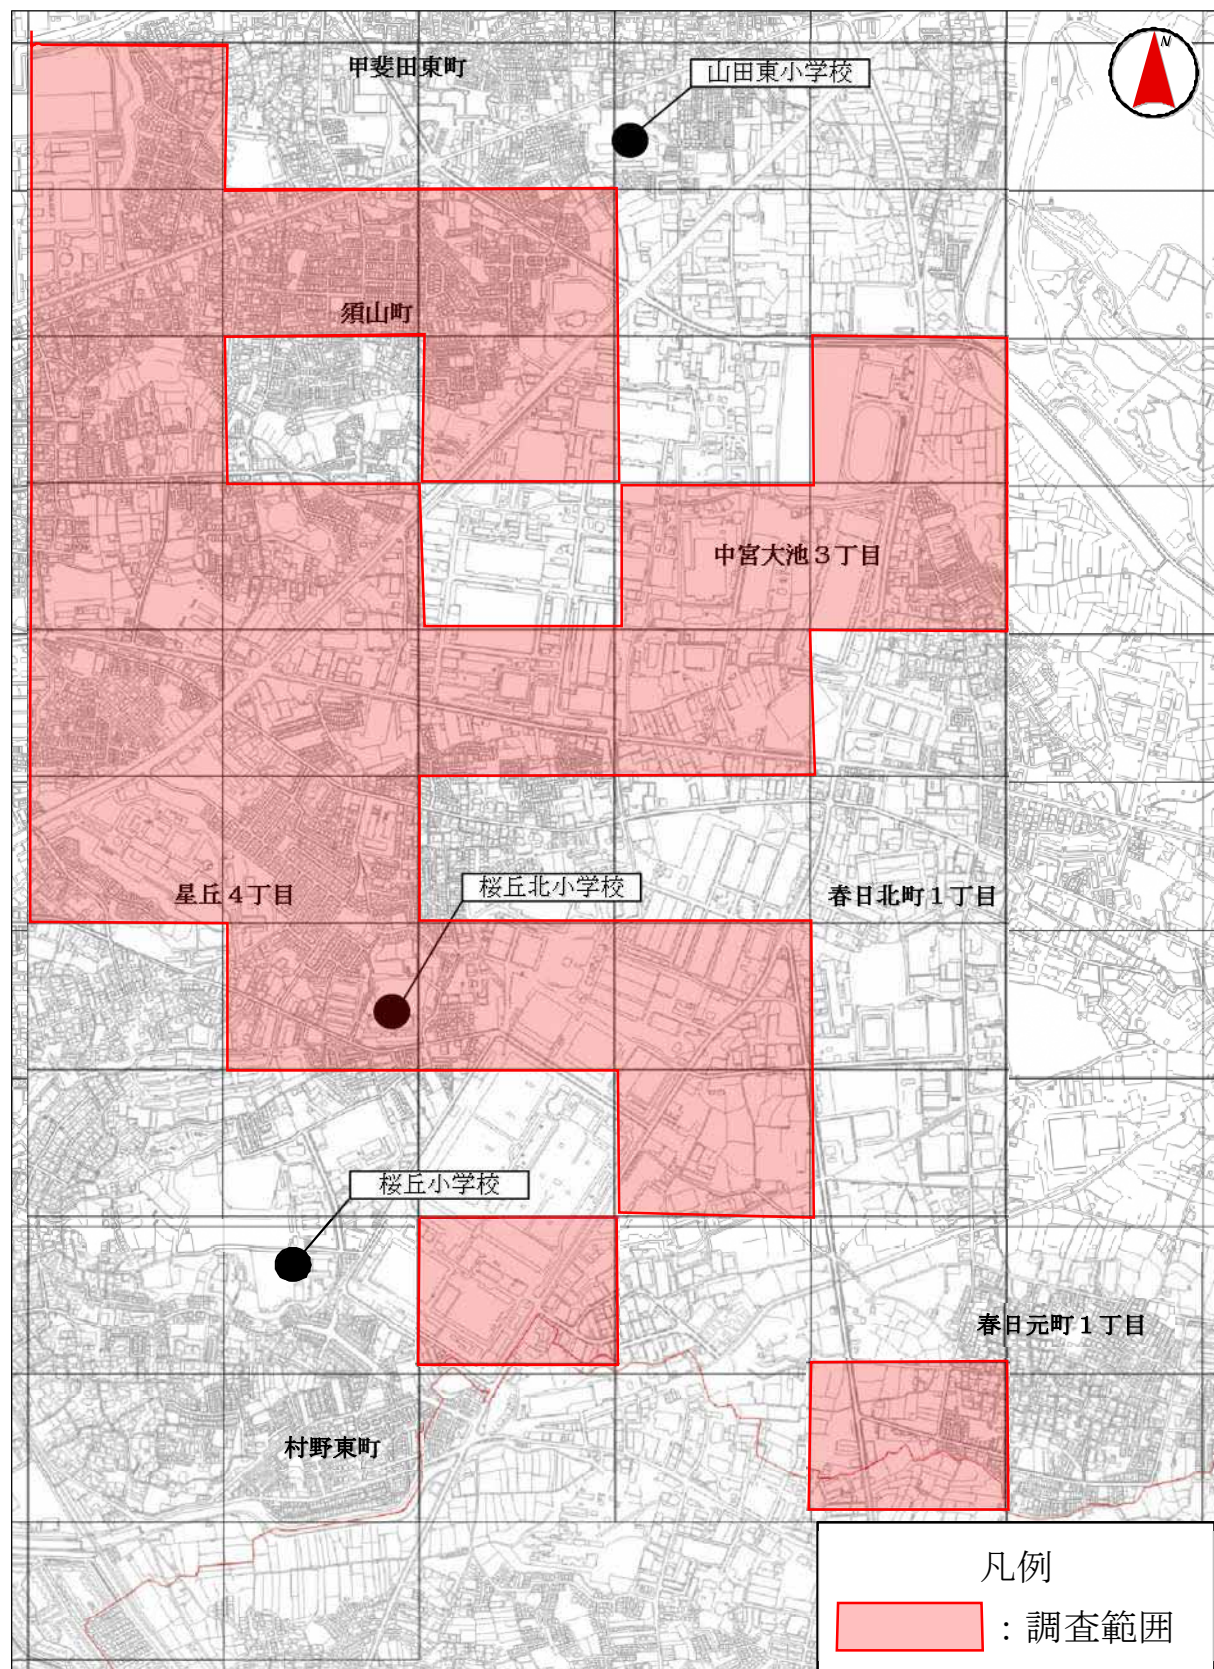 甲斐田東町
山田東小学校
N
須山町
中宮大池３丁目
星丘４丁目
桜丘北小学校
春日北町１丁目
桜丘小学校
春日元町１丁目
村野東町
凡例
：調査範囲